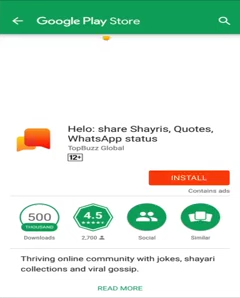 Google Play Store
Helo: share Shayris, Quotes,
WhatsApp status
TopBuzz Global
12+
INSTALL
Contains ads
500
THOUSAND
Downloads
4.5
2,700
Social
Similar
Thriving online community with jokes, shayari
collections and viral gossip.
READ MORE